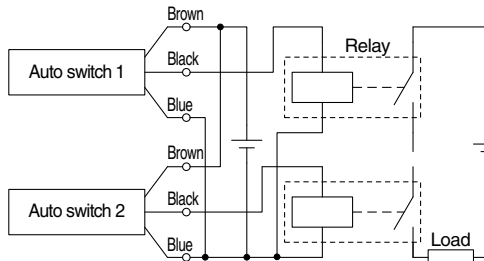 Brown
Relay
Black
Auto switch 1
Blue
Brown
Black
Auto switch 2
Blue
Load